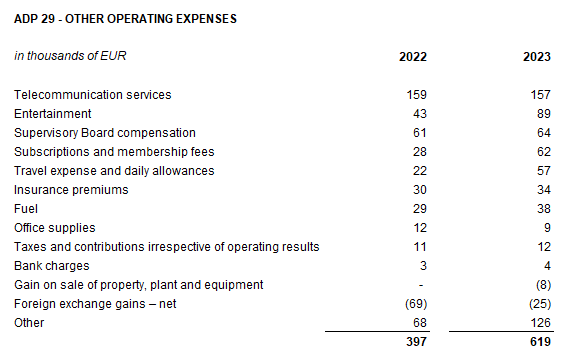 ADP 29 - OTHER OPERATING EXPENSES
in thousands of EUR 2022 2023
Telecommunication services 159 157
Entertainment 43 89
Supervisory Board compensation 61 64
Subscriptions and membership fees 28 62
Travel expense and daily allowances 22 57
Insurance premiums 30 34
Fuel 29 38
Office supplies 12 9
Taxes and contributions irrespective of operating results 11 12
Bank charges 3 4
Gain on sale of property, plant and equipment - (8)
Foreign exchange gains – net (69) (25)
Other 68 126
397 619